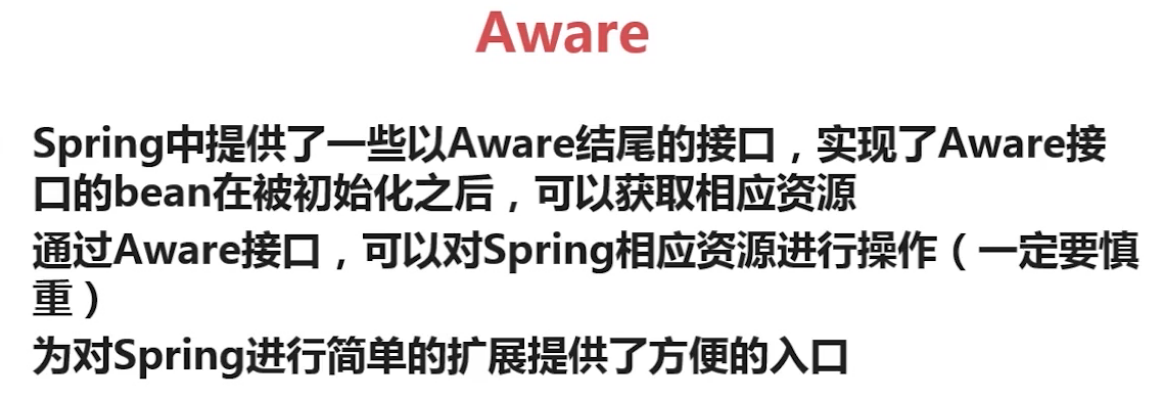 Aware
Spring中提供了一些以Aware结尾的接口，实现了Aware接
口的bean在被初始化之后，可以获取相应资源
通过Aware接口，可以对Spring相应资源进行操作（一定要慎
重）
为对Spring进行简单的扩展提供了方便的入口